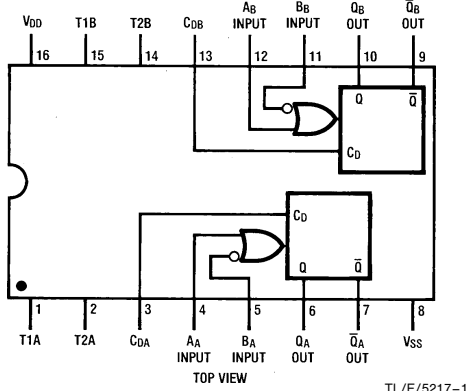 VDD T1B T2B CDB AB INPUT BB INPUT QB OUT Q̅B OUT
16 15 14 13 12 11 10 9
Q Q̅
CD
CD
Q Q̅
1 2 3 4 5 6 7 8
T1A T2A CDA AA INPUT BA INPUT QA OUT Q̅A OUT VSS
TOP VIEW
TL/F/5217-1